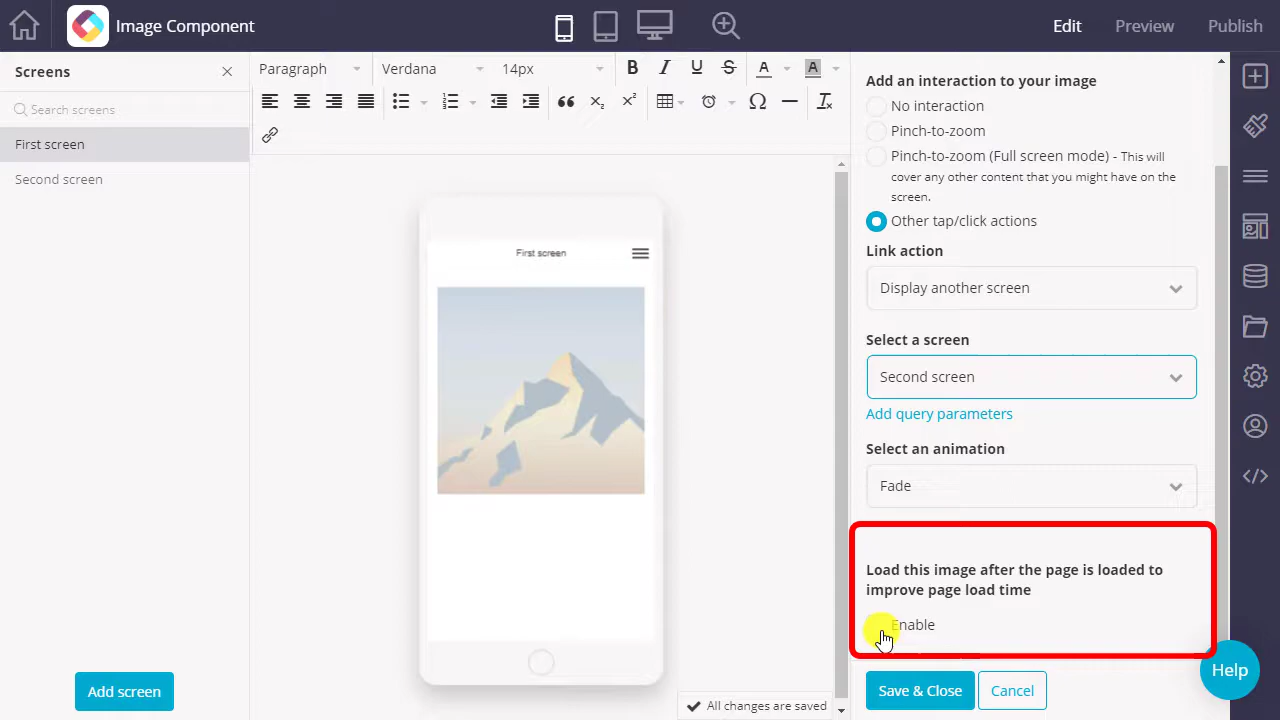 Image Component
Edit
Preview
Publish
Screens
Search screens
First screen
Second screen
Add screen
Paragraph
Verdana
14px
B I U S A A
First screen
All changes are saved
Add an interaction to your image
No interaction
Pinch-to-zoom
Pinch-to-zoom (Full screen mode) - This will
cover any other content that you might have on the
screen.
Other tap/click actions
Link action
Display another screen
Select a screen
Second screen
Add query parameters
Select an animation
Fade
Load this image after the page is loaded to
improve page load time
Enable
Save & Close
Cancel
Help